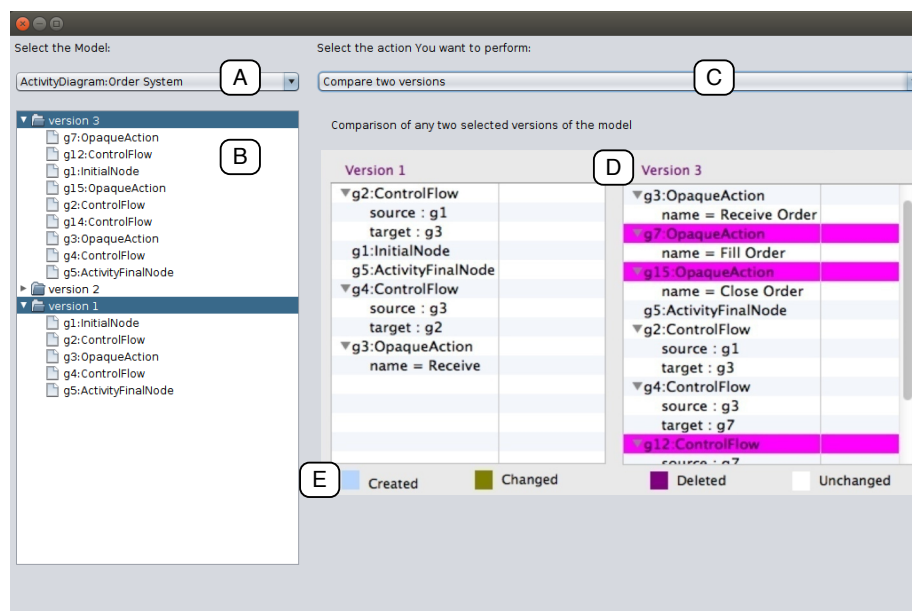 Select the Model:
Select the action You want to perform:
ActivityDiagram:Order System
A
Compare two versions
C
version 3
g7:OpaqueAction
g12:ControlFlow
g1:InitialNode
g15:OpaqueAction
g2:ControlFlow
g14:ControlFlow
g3:OpaqueAction
g4:ControlFlow
g5:ActivityFinalNode
version 2
version 1
g1:InitialNode
g2:ControlFlow
g3:OpaqueAction
g4:ControlFlow
g5:ActivityFinalNode
B
Comparison of any two selected versions of the model
Version 1
g2:ControlFlow
source : g1
target : g3
g1:InitialNode
g5:ActivityFinalNode
g4:ControlFlow
source : g3
target : g2
g3:OpaqueAction
name = Receive
D
Version 3
g3:OpaqueAction
name = Receive Order
g7:OpaqueAction
name = Fill Order
g15:OpaqueAction
name = Close Order
g5:ActivityFinalNode
g2:ControlFlow
source : g1
target : g3
g4:ControlFlow
source : g3
target : g7
g12:ControlFlow
source : g7
E
Created
Changed
Deleted
Unchanged